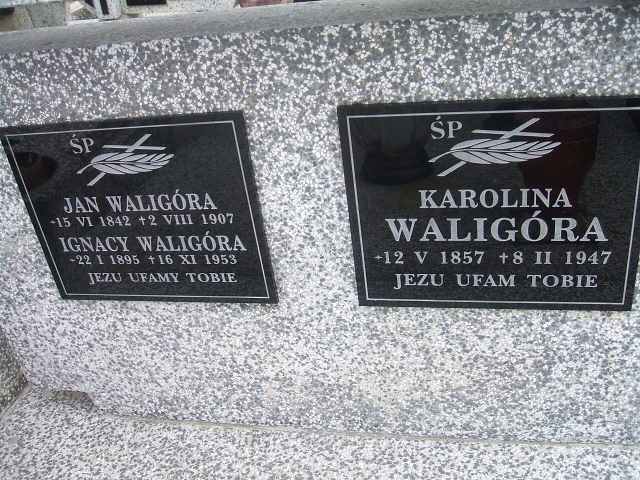 ŚP
JAN WALIGÓRA
+15 VI 1842 +2 VIII 1907
IGNACY WALIGÓRA
+22 I 1895 +16 XI 1953
JEZU UFAMY TOBIE
ŚP
KAROLINA
WALIGÓRA
+12 V 1857 +8 II 1947
JEZU UFAM TOBIE